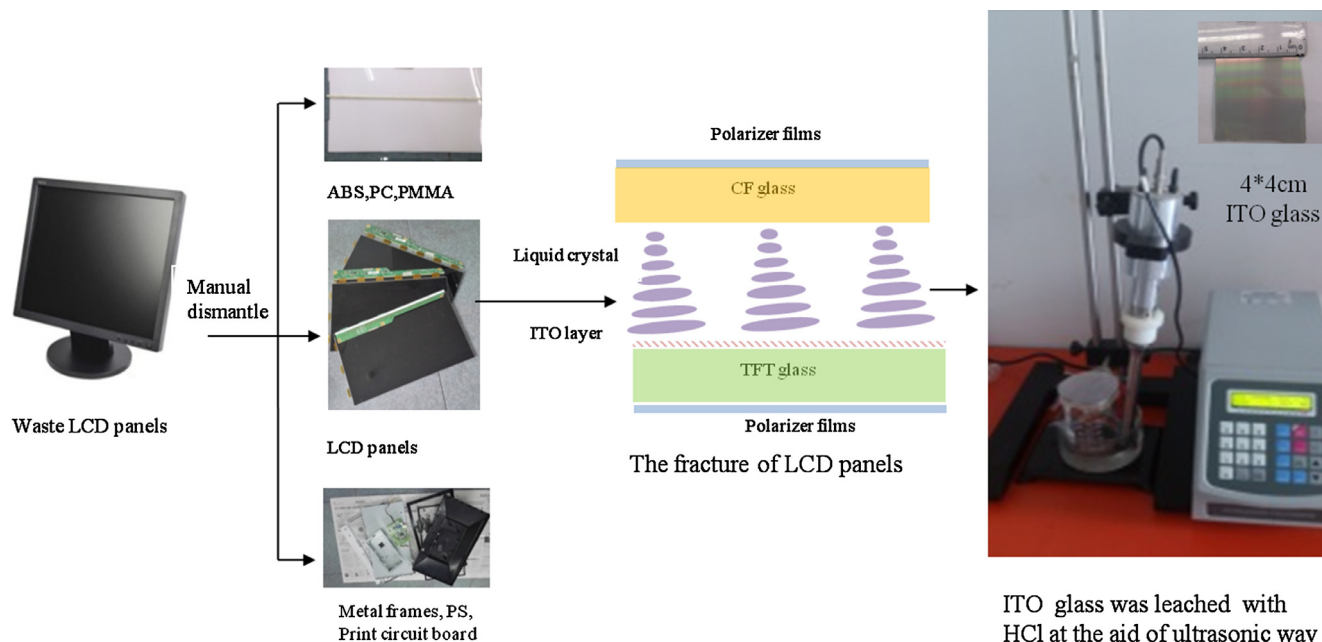 Waste LCD panels
Manual
dismantle
ABS,PC,PMMA
LCD panels
Metal frames, PS,
Print circuit board
Liquid crystal
ITO layer
Polarizer films
CF glass
TFT glass
Polarizer films
The fracture of LCD panels
4*4cm
ITO glass
ITO glass was leached with
HCl at the aid of ultrasonic way